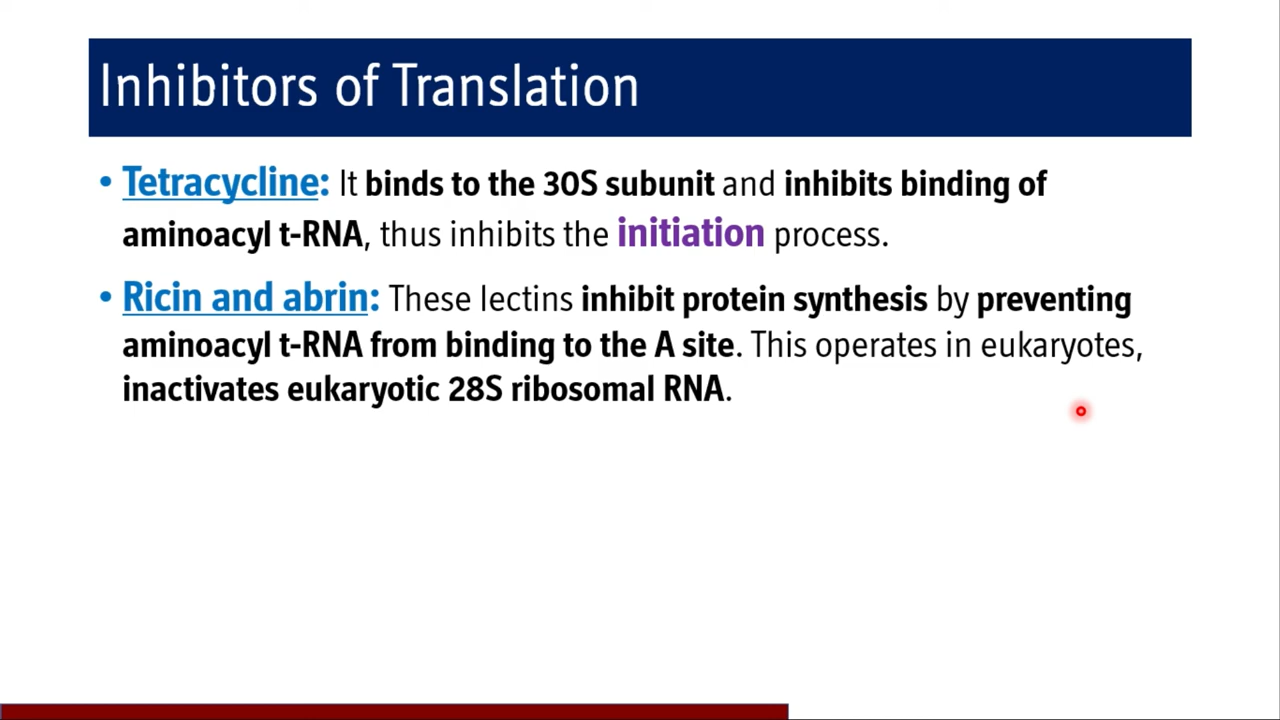 Inhibitors of Translation
• Tetracycline: It binds to the 30S subunit and inhibits binding of
aminoacyl t-RNA, thus inhibits the initiation process.
• Ricin and abrin: These lectins inhibit protein synthesis by preventing
aminoacyl t-RNA from binding to the A site. This operates in eukaryotes,
inactivates eukaryotic 28S ribosomal RNA.